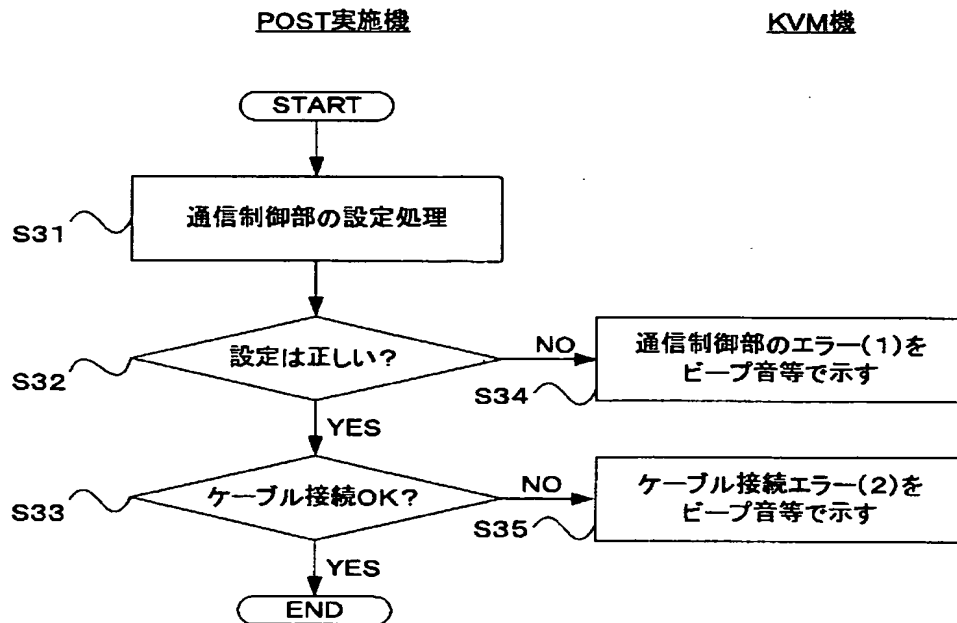 POST実施機
KVM機
START
通信制御部の設定処理
S31
設定は正しい?
S32
NO
通信制御部のエラー(1)を
ビープ音等で示す
S34
YES
ケーブル接続OK?
S33
NO
ケーブル接続エラー(2)を
ビープ音等で示す
S35
YES
END